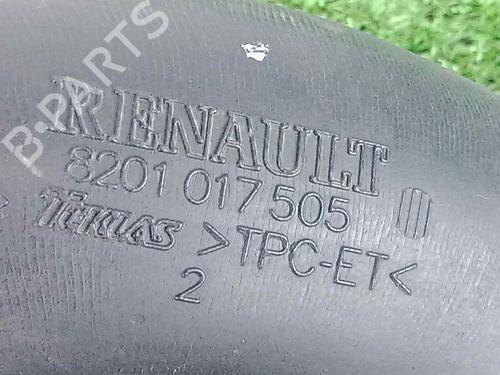 B-PARTS
RENAULT
8201 017 505
TEKLAS >TPC-ET<
2